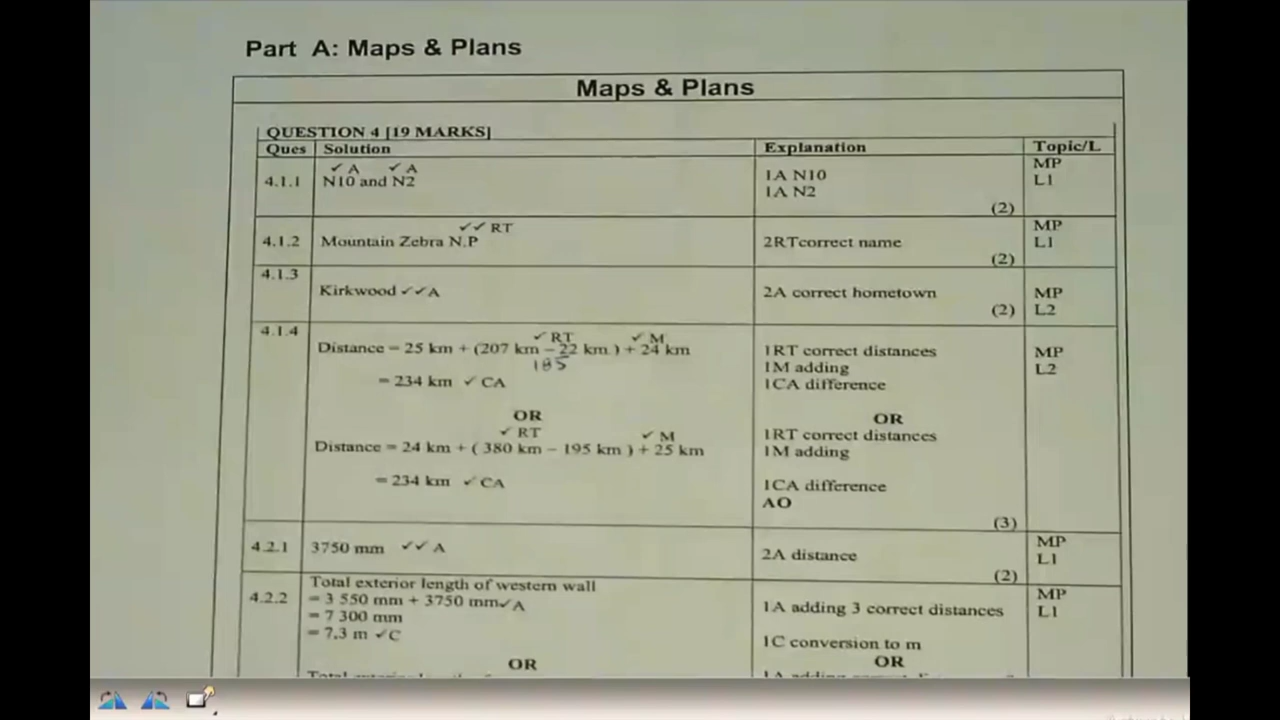 Part A: Maps & Plans
Maps & Plans
QUESTION 4 [19 MARKS]
Ques Solution Explanation Topic/L
✓A ✓A
4.1.1 N10 and N2
1A N10
1A N2
(2)
MP
L1
✓✓RT
4.1.2 Mountain Zebra N.P
2RTcorrect name
(2)
MP
L1
4.1.3
Kirkwood ✓✓A
2A correct hometown
(2)
MP
L2
4.1.4
✓RT ✓M
Distance = 25 km + (207 km – 22 km ) + 24 km
185
= 234 km ✓CA
OR
✓RT ✓M
Distance = 24 km + ( 380 km – 195 km ) + 25 km
= 234 km ✓CA
1RT correct distances
1M adding
1CA difference
OR
1RT correct distances
1M adding
1CA difference
AO
(3)
MP
L2
4.2.1 3750 mm ✓✓A
2A distance
(2)
MP
L1
4.2.2
Total exterior length of western wall
= 3 550 mm + 3750 mm✓A
= 7 300 mm
= 7.3 m ✓C
OR
1A adding 3 correct distances
1C conversion to m
OR
MP
L1